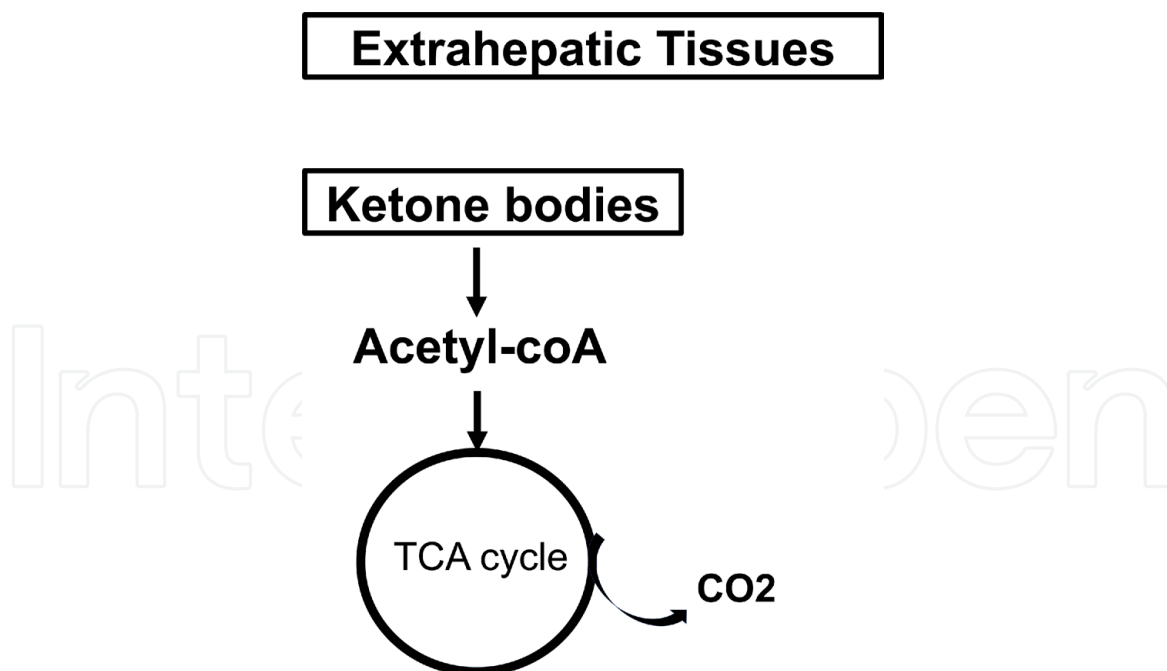 Extrahepatic Tissues
Ketone bodies
Acetyl-coA
TCA cycle
CO2